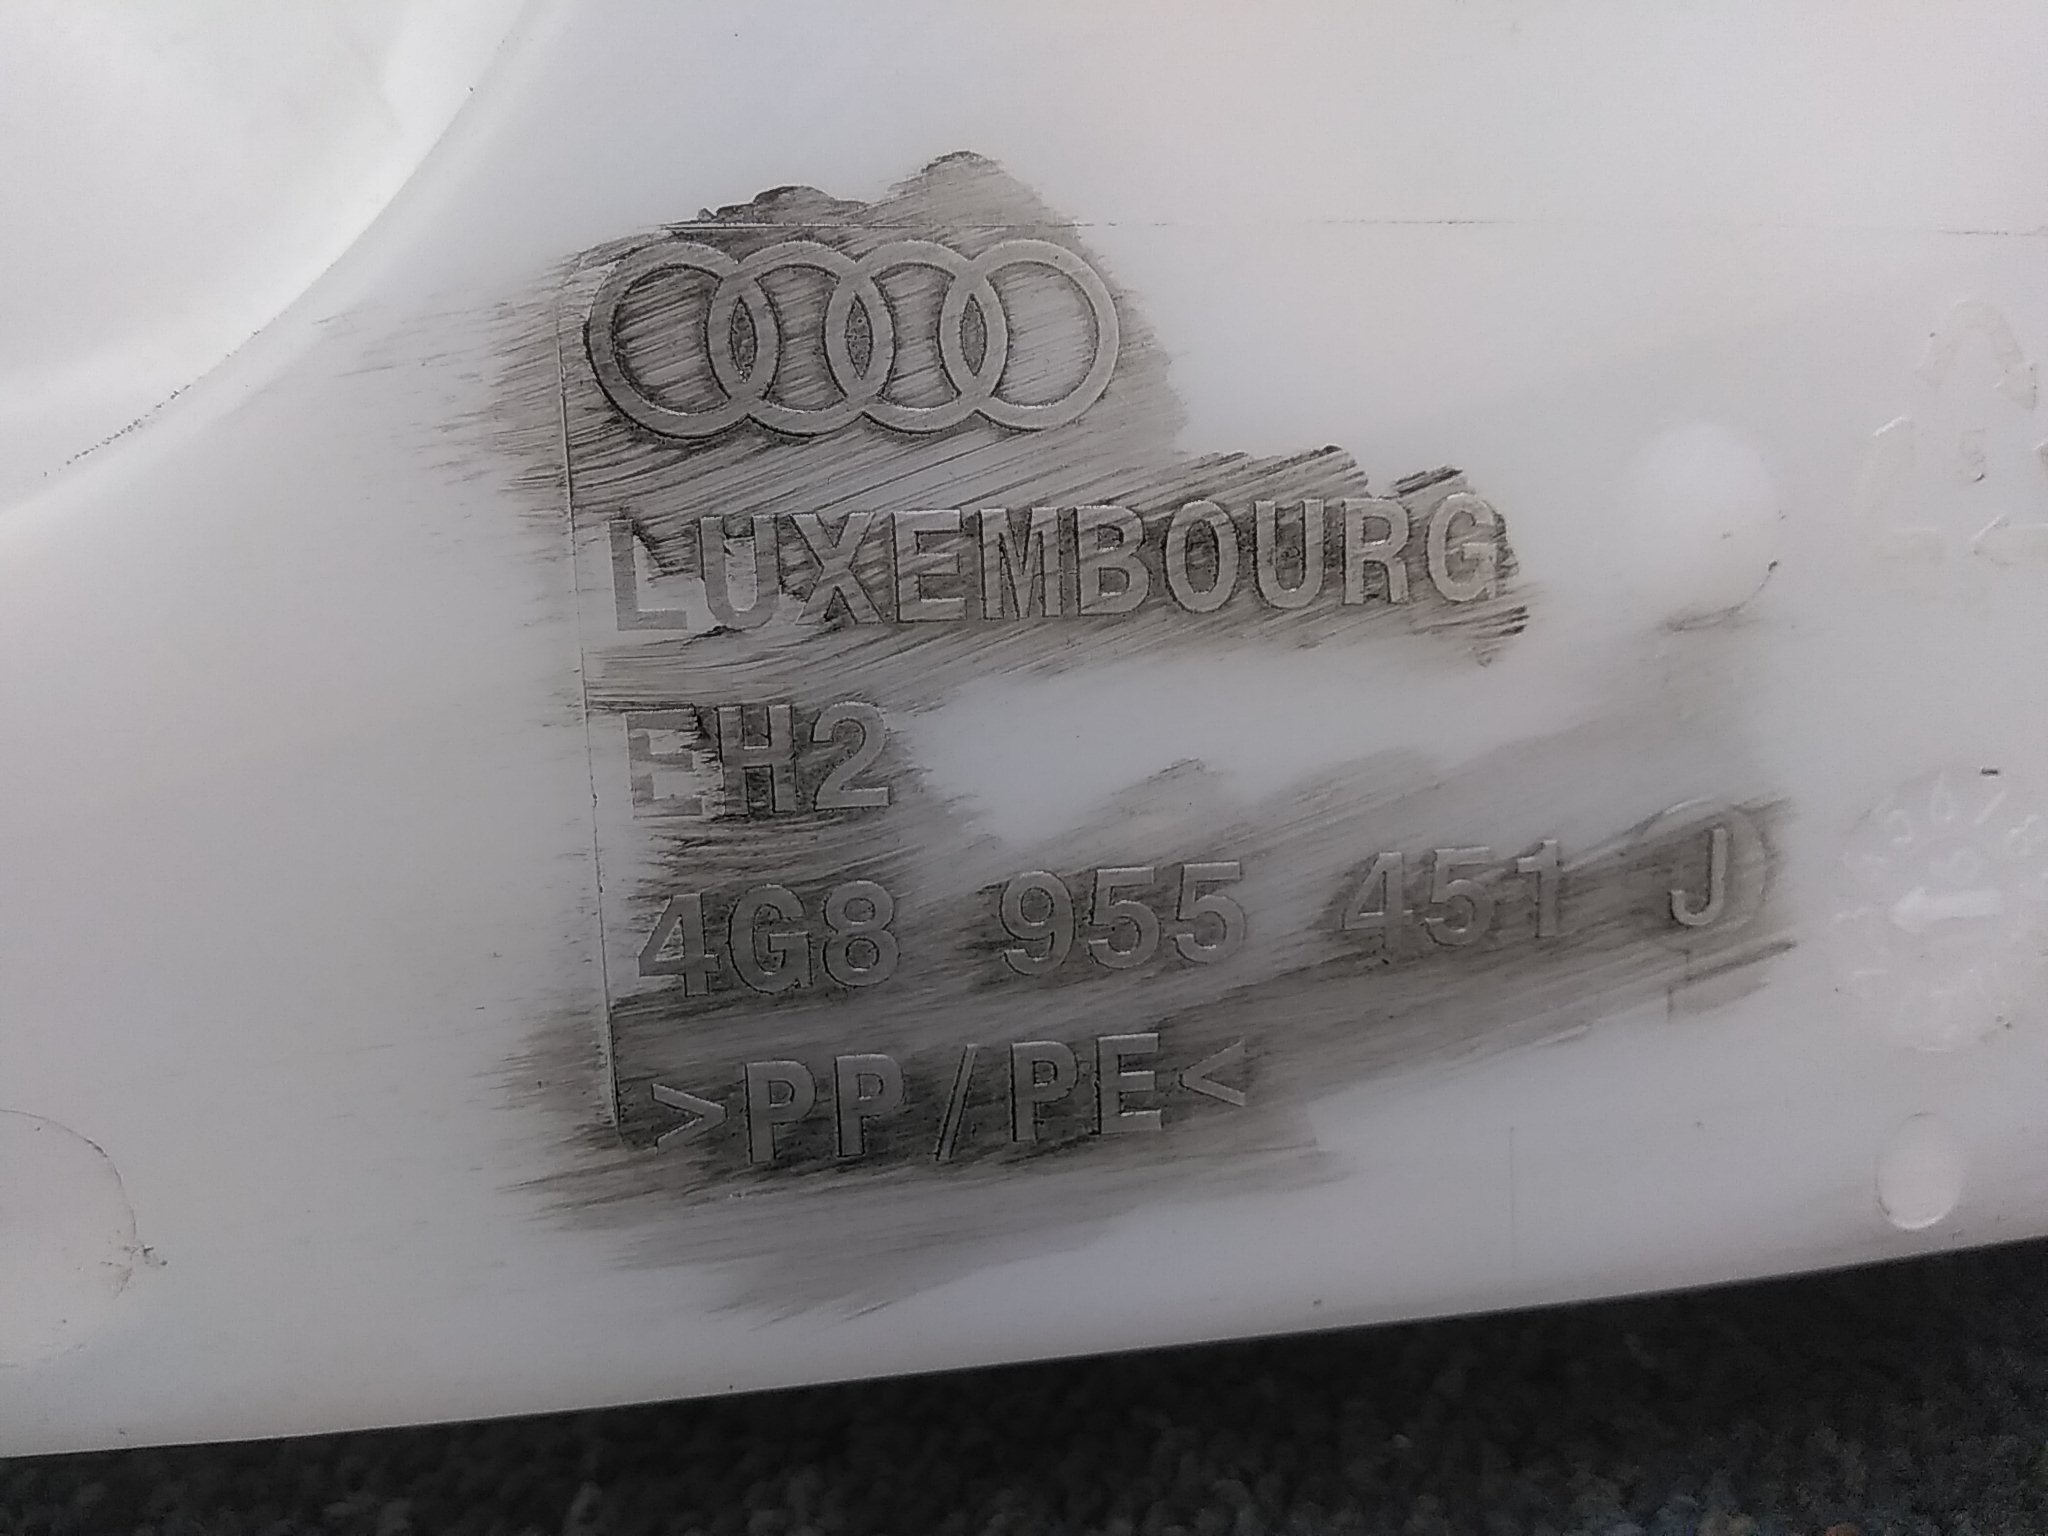 LUXEMBOURG
EH2
4G8 955 451 J
>PP/PE<